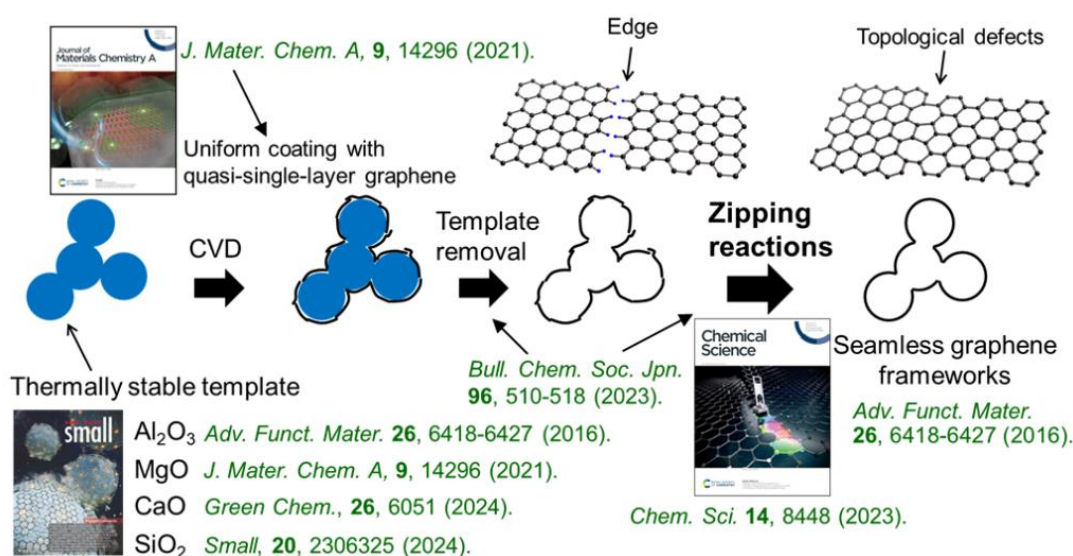 Journal of
Materials Chemistry A
J. Mater. Chem. A, 9, 14296 (2021).
Edge
Topological defects
Uniform coating with
quasi-single-layer graphene
CVD
Template
removal
Zipping
reactions
Thermally stable template
Bull. Chem. Soc. Jpn.
96, 510-518 (2023).
Chemical
Science
Seamless graphene
frameworks
Adv. Funct. Mater.
26, 6418-6427 (2016).
small
Al₂O₃ Adv. Funct. Mater. 26, 6418-6427 (2016).
MgO J. Mater. Chem. A, 9, 14296 (2021).
CaO Green Chem., 26, 6051 (2024).
SiO₂ Small, 20, 2306325 (2024).
Chem. Sci. 14, 8448 (2023).